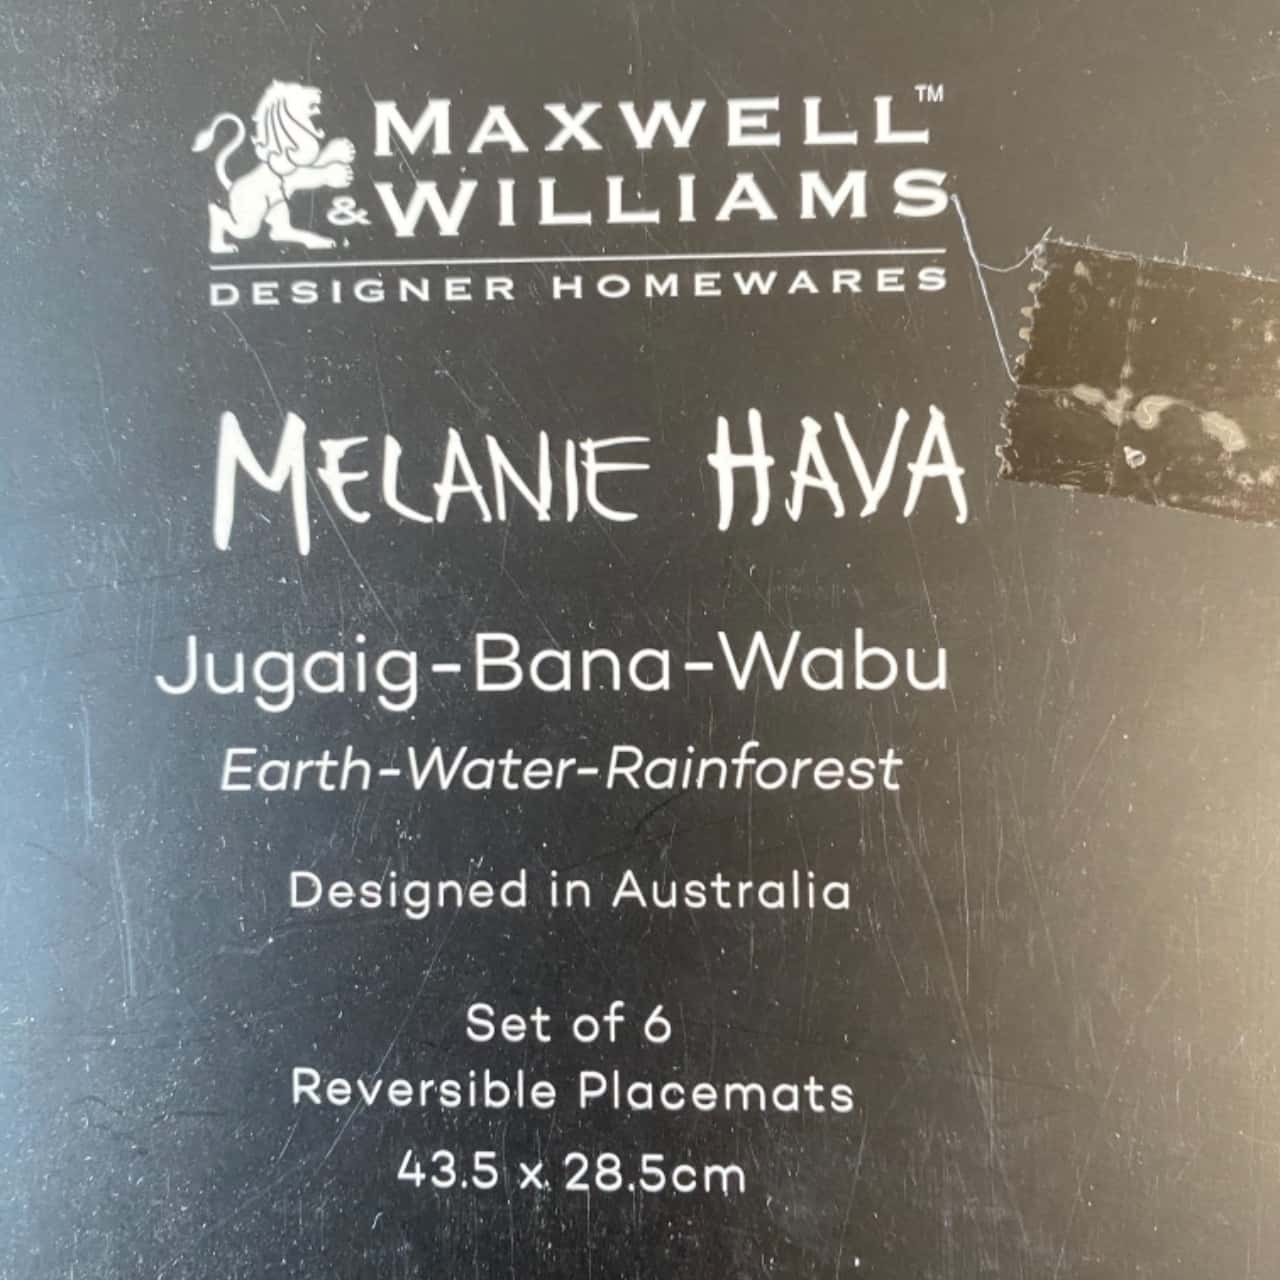 MAXWELL™
& WILLIAMS
DESIGNER HOMEWARES
MELANIE HAVA
Jugaig-Bana-Wabu
Earth-Water-Rainforest
Designed in Australia
Set of 6
Reversible Placemats
43.5 x 28.5cm